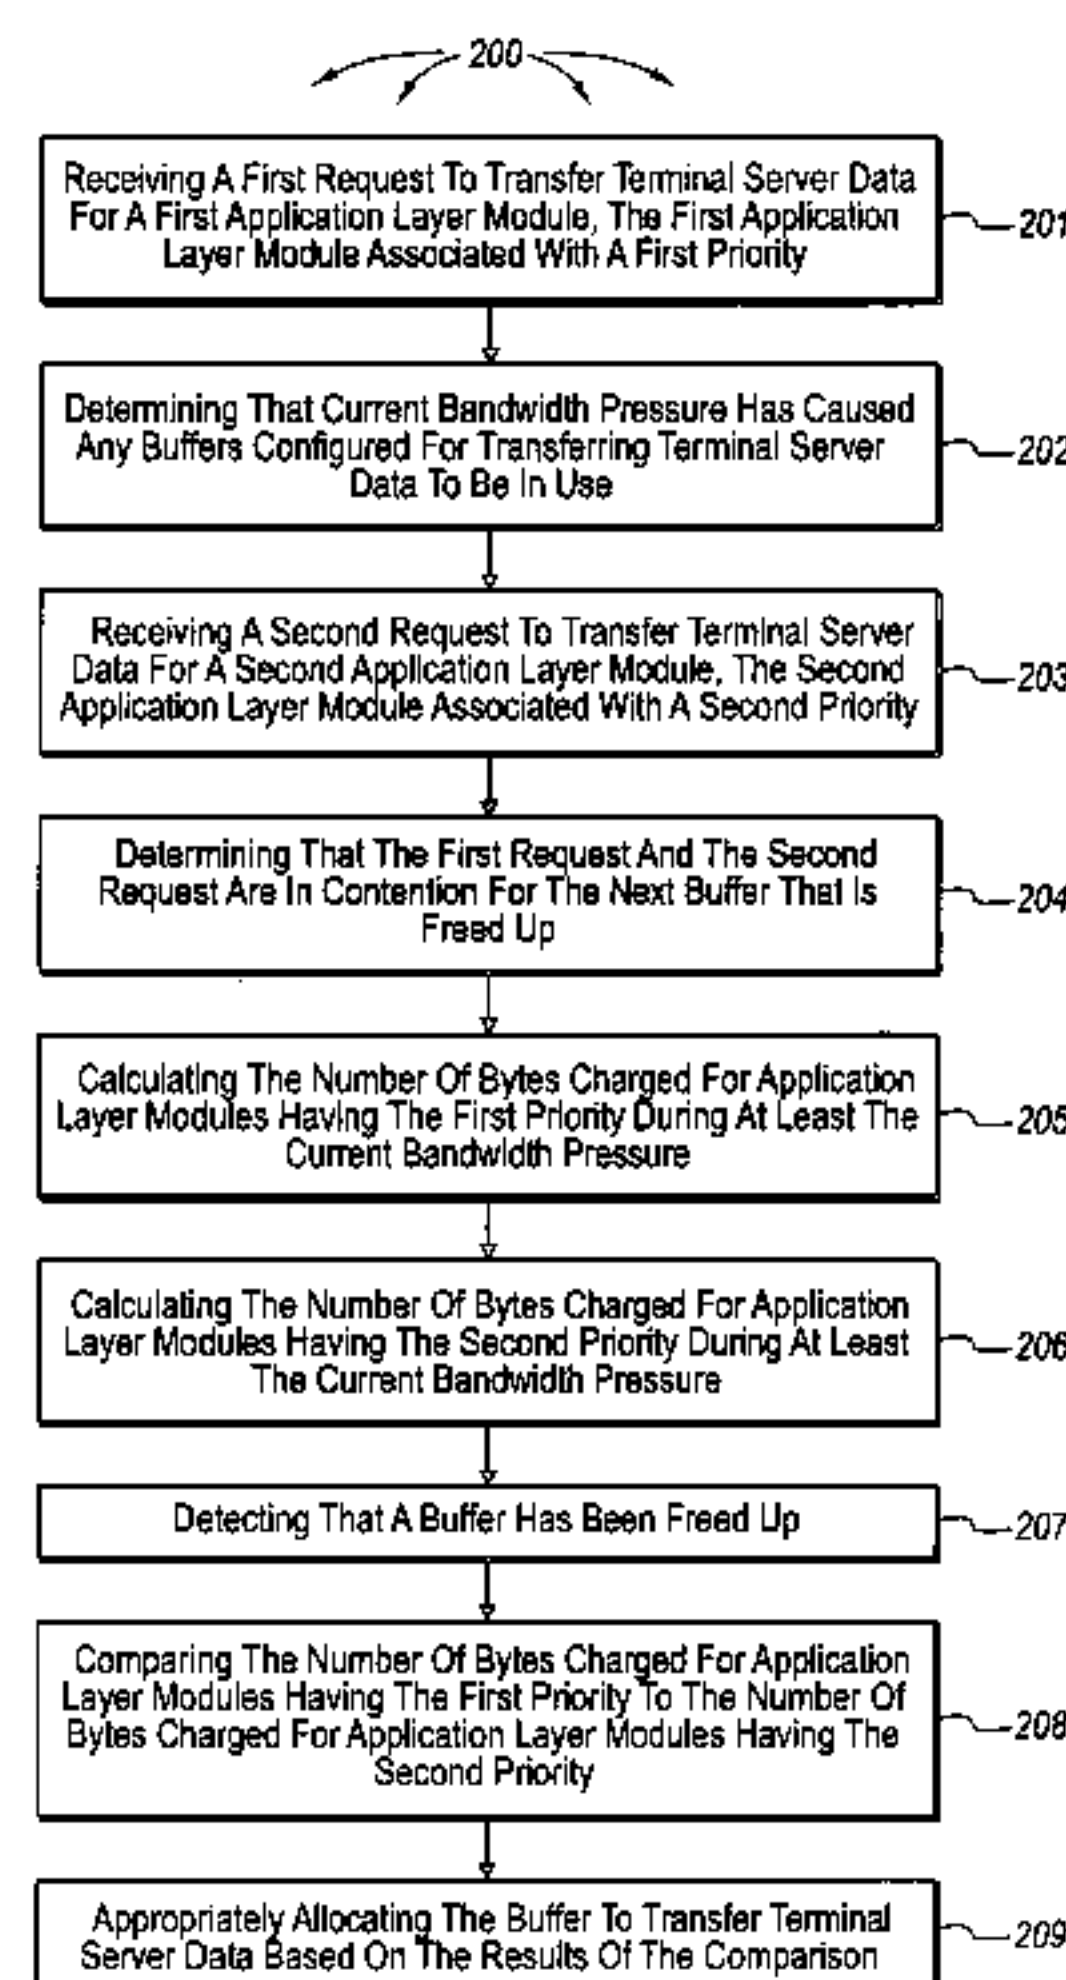 200
Receiving A First Request To Transfer Terminal Server Data
For A First Application Layer Module, The First Application
Layer Module Associated With A First Priority
201
Determining That Current Bandwidth Pressure Has Caused
Any Buffers Configured For Transferring Terminal Server
Data To Be In Use
202
Receiving A Second Request To Transfer Terminal Server
Data For A Second Application Layer Module, The Second
Application Layer Module Associated With A Second Priority
203
Determining That The First Request And The Second
Request Are In Contention For The Next Buffer That Is
Freed Up
204
Calculating The Number Of Bytes Charged For Application
Layer Modules Having The First Priority During At Least The
Current Bandwidth Pressure
205
Calculating The Number Of Bytes Charged For Application
Layer Modules Having The Second Priority During At Least
The Current Bandwidth Pressure
206
Detecting That A Buffer Has Been Freed Up
207
Comparing The Number Of Bytes Charged For Application
Layer Modules Having The First Priority To The Number Of
Bytes Charged For Application Layer Modules Having The
Second Priority
208
Appropriately Allocating The Buffer To Transfer Terminal
Server Data Based On The Results Of The Comparison
209